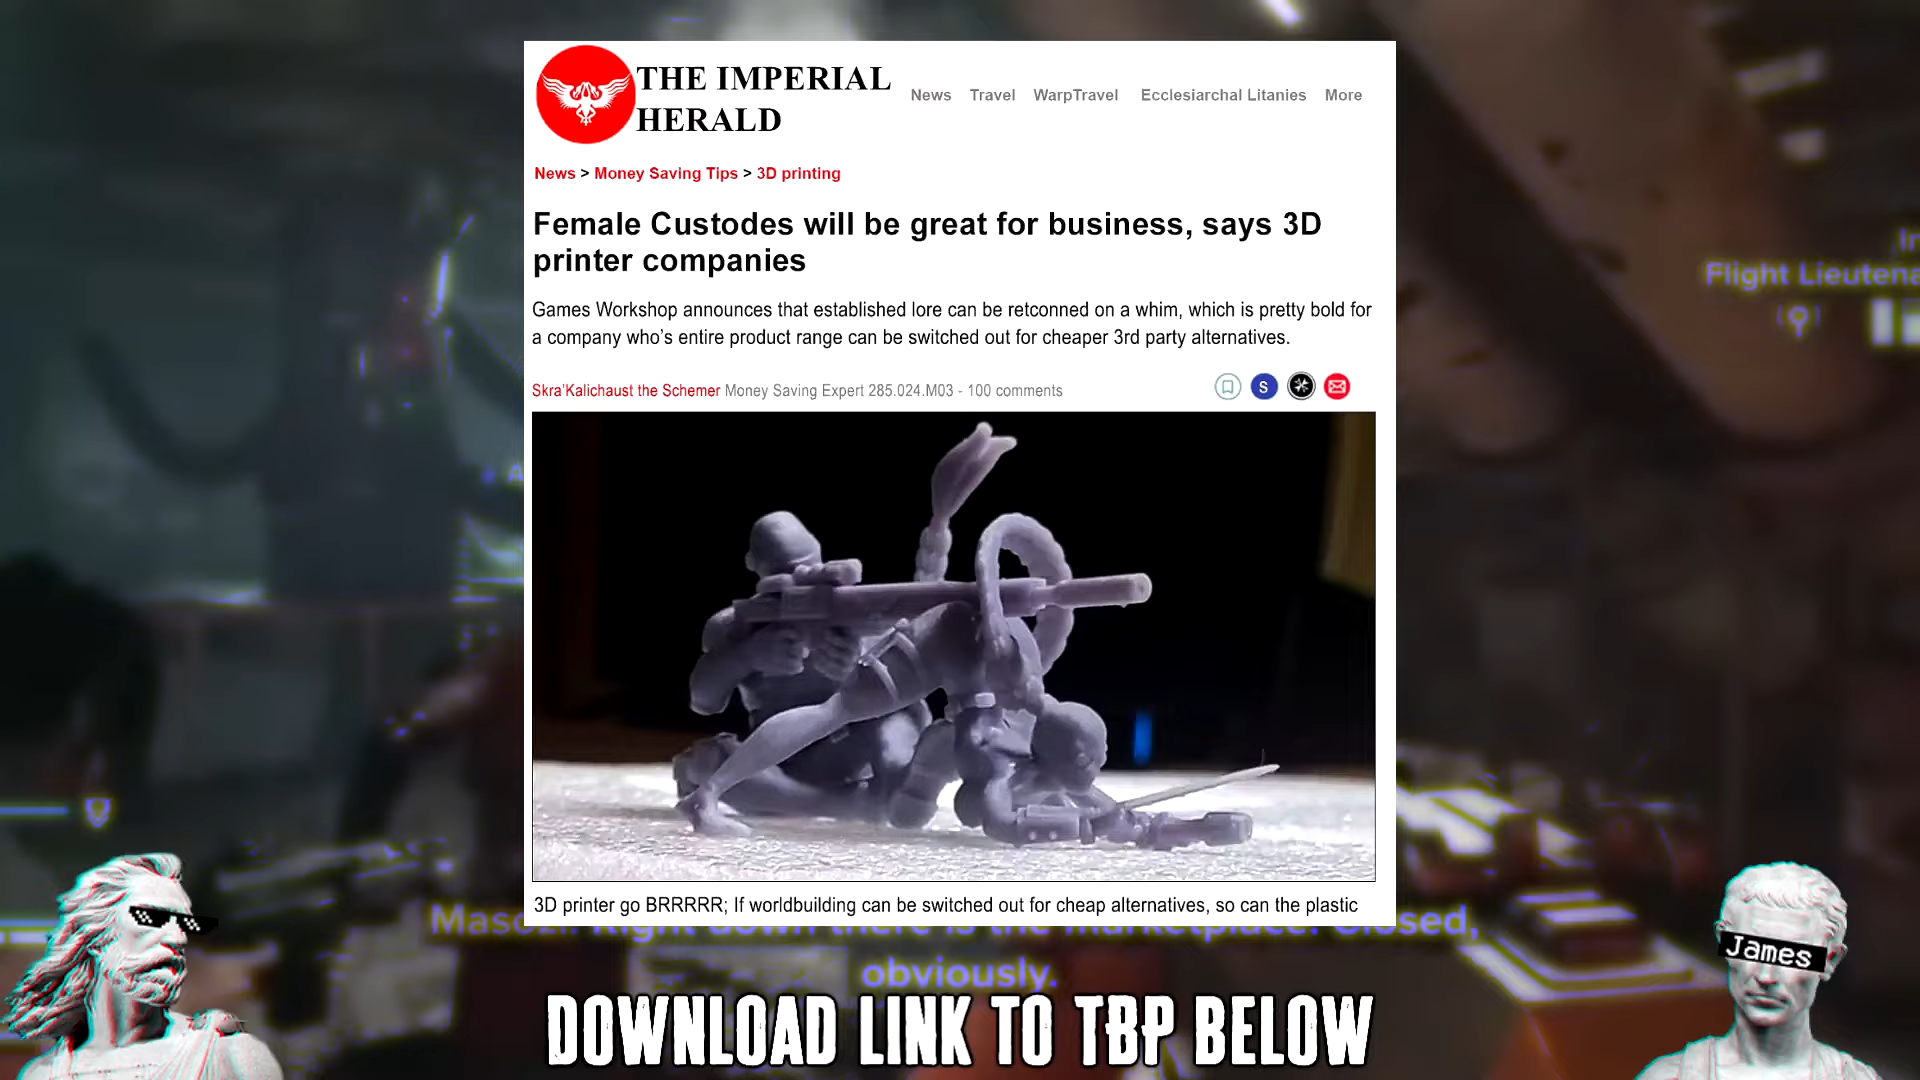 THE IMPERIAL
HERALD
News Travel WarpTravel Ecclesiarchal Litanies More
News > Money Saving Tips > 3D printing
Female Custodes will be great for business, says 3D
printer companies
Games Workshop announces that established lore can be retconned on a whim, which is pretty bold for
a company who's entire product range can be switched out for cheaper 3rd party alternatives.
Skra'Kalichaust the Schemer Money Saving Expert 285.024.M03 - 100 comments
S
3D printer go BRRRRR; If worldbuilding can be switched out for cheap alternatives, so can the plastic
Flight
obviously.
James
DOWNLOAD LINK TO TBP BELOW